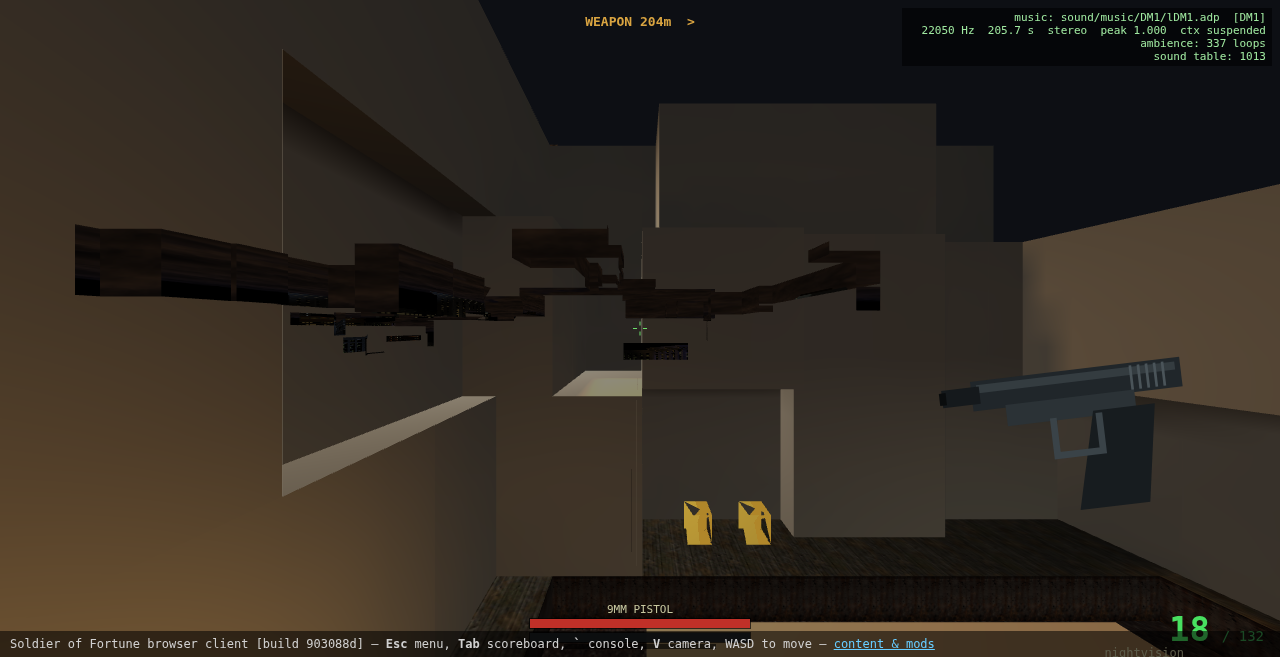 WEAPON 204m  >
music: sound/music/DM1/lDM1.adp  [DM1]
22050 Hz  205.7 s  stereo  peak 1.000  ctx suspended
ambience: 337 loops
sound table: 1013
9MM PISTOL
18 / 132
Soldier of Fortune browser client [build 903088d] — Esc menu, Tab scoreboard, ` console, V camera, WASD to move — content & mods
nightvision